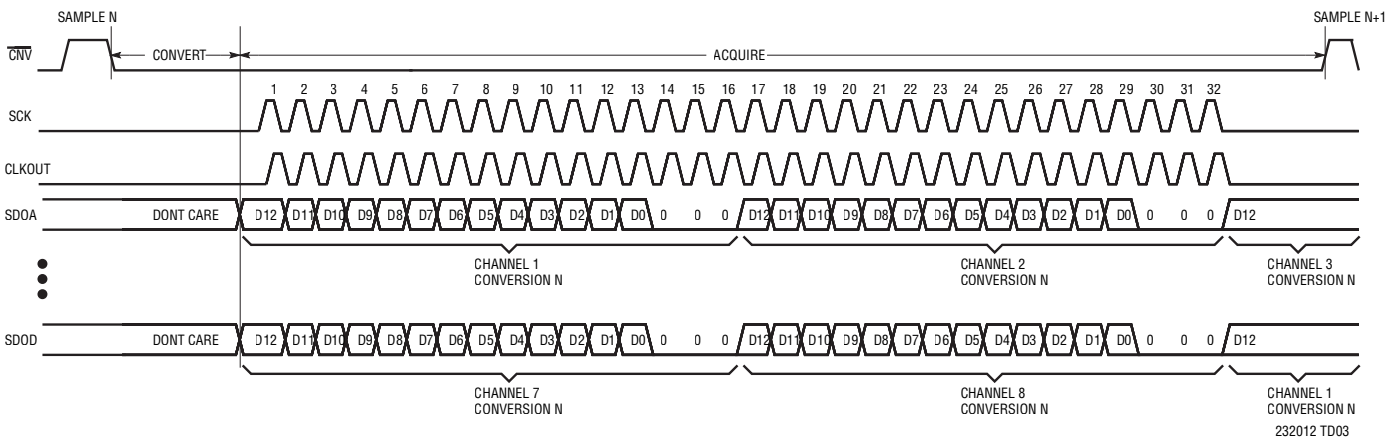 SAMPLE N SAMPLE N+1
CNV CONVERT ACQUIRE
1 2 3 4 5 6 7 8 9 10 11 12 13 14 15 16 17 18 19 20 21 22 23 24 25 26 27 28 29 30 31 32
SCK
CLKOUT
SDOA DONT CARE D12 D11 D10 D9 D8 D7 D6 D5 D4 D3 D2 D1 D0 0 0 0 D12 D11 D10 D9 D8 D7 D6 D5 D4 D3 D2 D1 D0 0 0 0 D12
CHANNEL 1 CHANNEL 2 CHANNEL 3
CONVERSION N CONVERSION N CONVERSION N
SDOD DONT CARE D12 D11 D10 D9 D8 D7 D6 D5 D4 D3 D2 D1 D0 0 0 0 D12 D11 D10 D9 D8 D7 D6 D5 D4 D3 D2 D1 D0 0 0 0 D12
CHANNEL 7 CHANNEL 8 CHANNEL 1
CONVERSION N CONVERSION N CONVERSION N
232012 TD03